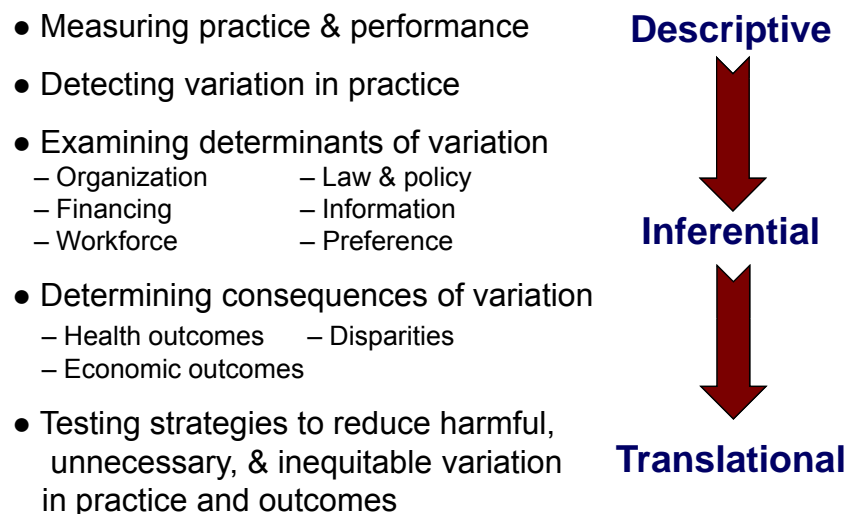 ● Measuring practice & performance
● Detecting variation in practice
● Examining determinants of variation
– Organization – Law & policy
– Financing – Information
– Workforce – Preference
● Determining consequences of variation
– Health outcomes – Disparities
– Economic outcomes
● Testing strategies to reduce harmful,
unnecessary, & inequitable variation
in practice and outcomes
Descriptive
Inferential
Translational